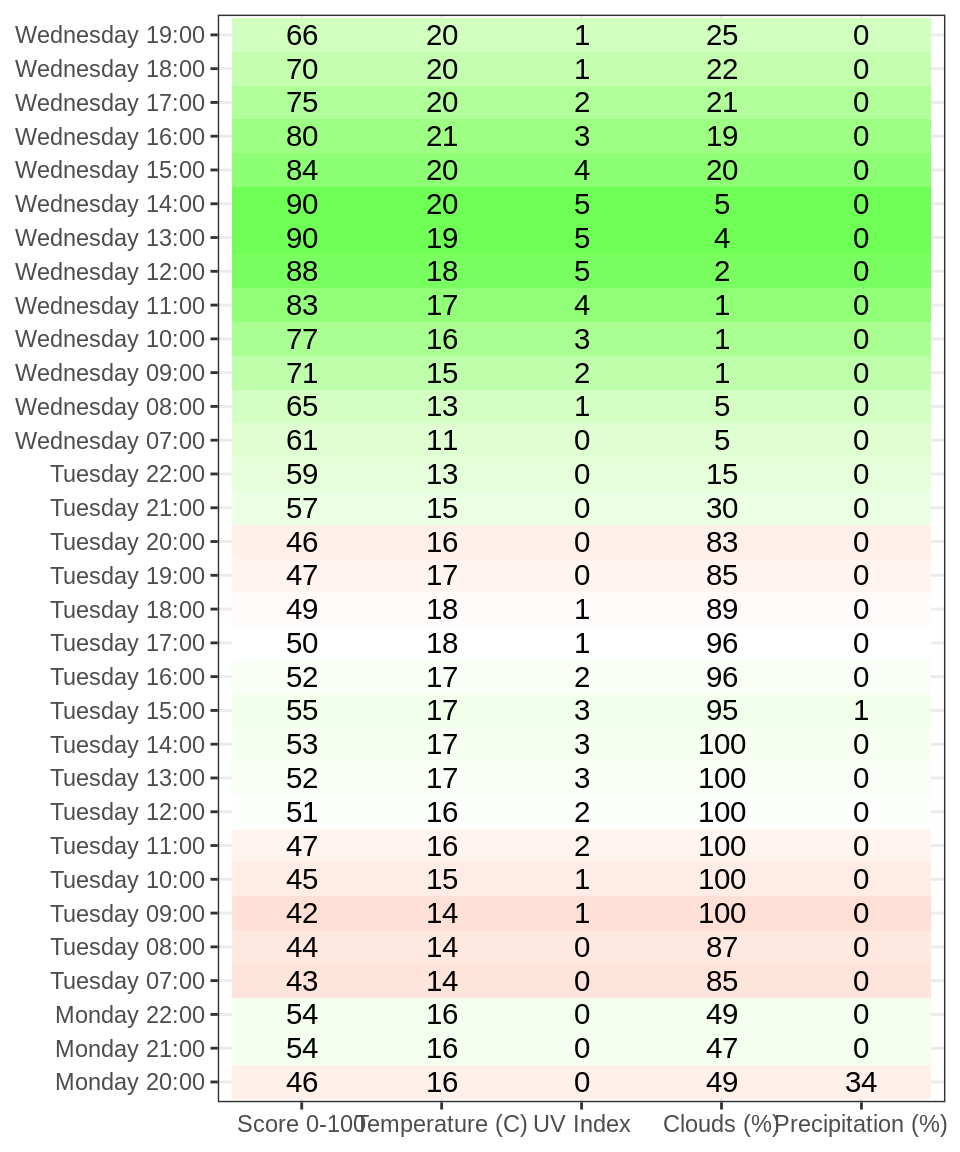 Wednesday 19:00 66 20 1 25 0
Wednesday 18:00 70 20 1 22 0
Wednesday 17:00 75 20 2 21 0
Wednesday 16:00 80 21 3 19 0
Wednesday 15:00 84 20 4 20 0
Wednesday 14:00 90 20 5 5 0
Wednesday 13:00 90 19 5 4 0
Wednesday 12:00 88 18 5 2 0
Wednesday 11:00 83 17 4 1 0
Wednesday 10:00 77 16 3 1 0
Wednesday 09:00 71 15 2 1 0
Wednesday 08:00 65 13 1 5 0
Wednesday 07:00 61 11 0 5 0
Tuesday 22:00 59 13 0 15 0
Tuesday 21:00 57 15 0 30 0
Tuesday 20:00 46 16 0 83 0
Tuesday 19:00 47 17 0 85 0
Tuesday 18:00 49 18 1 89 0
Tuesday 17:00 50 18 1 96 0
Tuesday 16:00 52 17 2 96 0
Tuesday 15:00 55 17 3 95 1
Tuesday 14:00 53 17 3 100 0
Tuesday 13:00 52 17 3 100 0
Tuesday 12:00 51 16 2 100 0
Tuesday 11:00 47 16 2 100 0
Tuesday 10:00 45 15 1 100 0
Tuesday 09:00 42 14 1 100 0
Tuesday 08:00 44 14 0 87 0
Tuesday 07:00 43 14 0 85 0
Monday 22:00 54 16 0 49 0
Monday 21:00 54 16 0 47 0
Monday 20:00 46 16 0 49 34
Score 0-100 Temperature (C) UV Index Clouds (%) Precipitation (%)